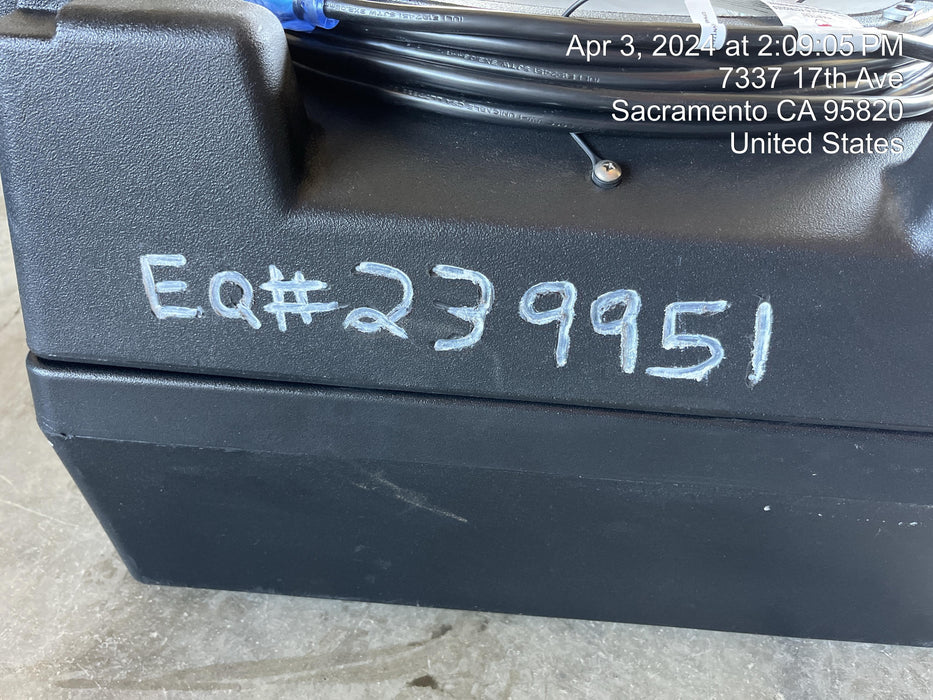 Apr 3, 2024 at 2:09:05 PM
7337 17th Ave
Sacramento CA 95820
United States
EQ#239951